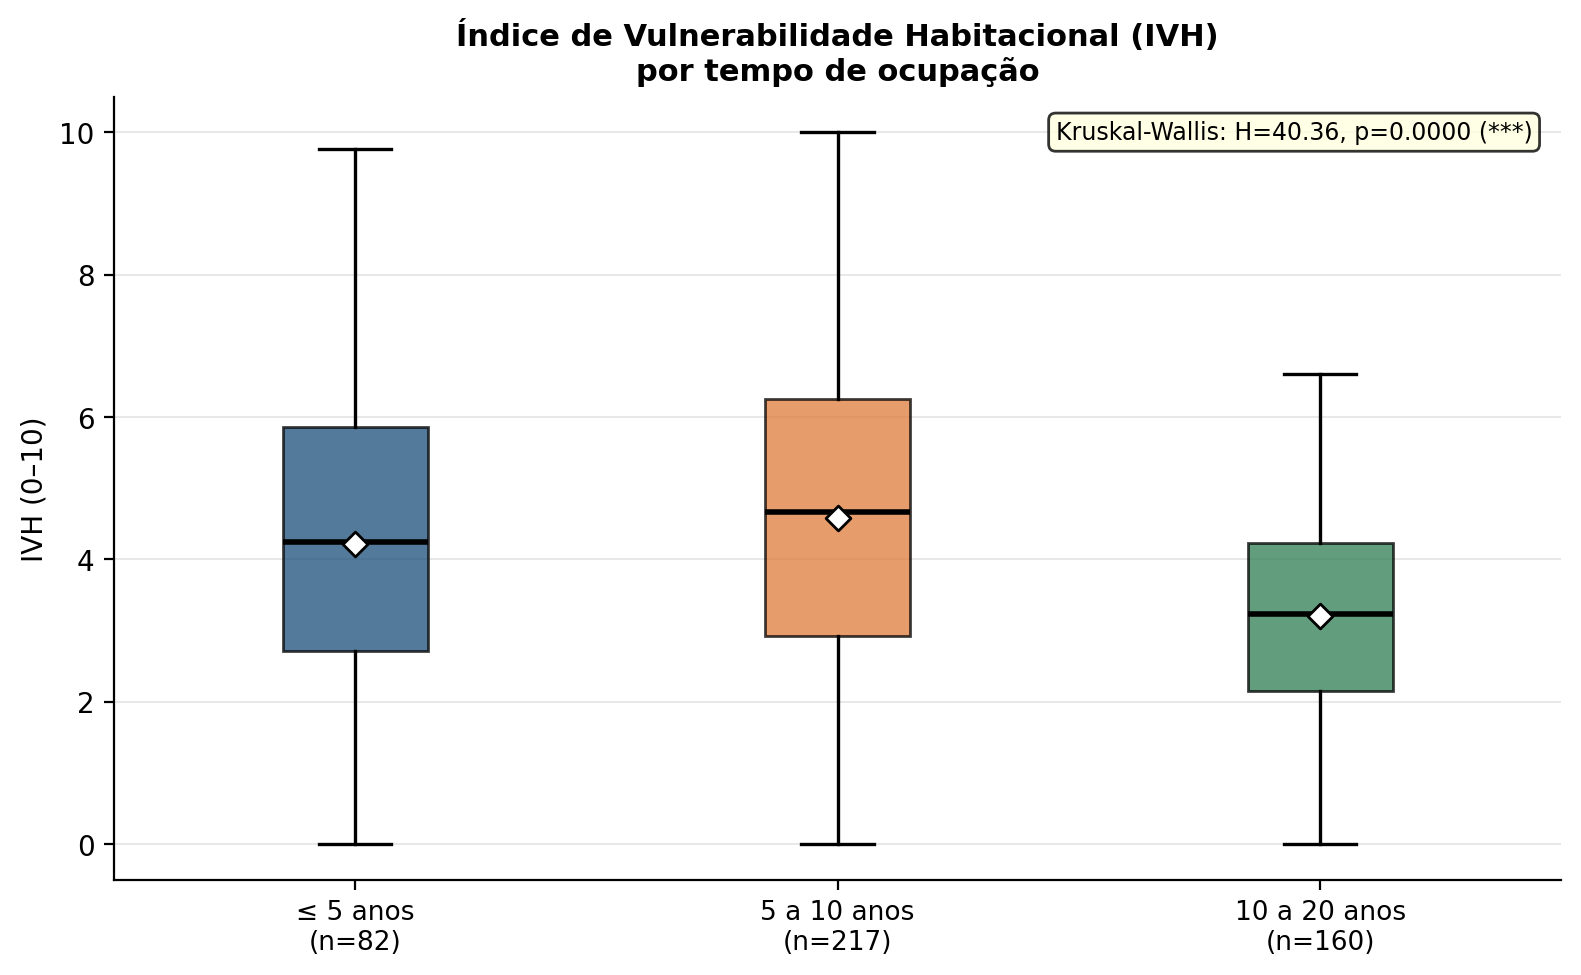 Índice de Vulnerabilidade Habitacional (IVH)
por tempo de ocupação
Kruskal-Wallis: H=40.36, p=0.0000 (***)
IVH (0–10)
10
8
6
4
2
0
≤ 5 anos
(n=82)
5 a 10 anos
(n=217)
10 a 20 anos
(n=160)